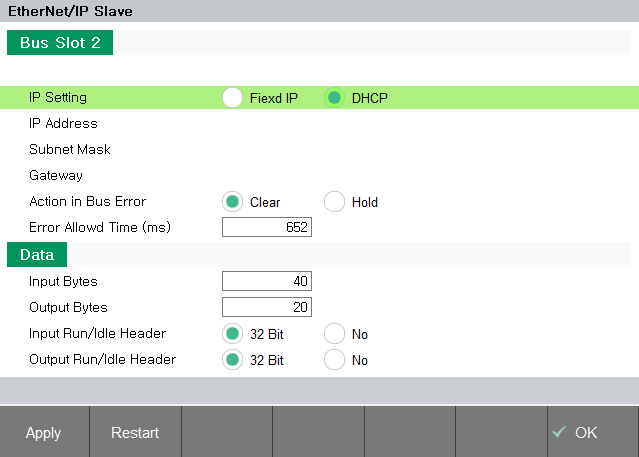 EtherNet/IP Slave
Bus Slot 2
IP Setting Fiexd IP DHCP
IP Address
Subnet Mask
Gateway
Action in Bus Error Clear Hold
Error Allowd Time (ms) 652
Data
Input Bytes 40
Output Bytes 20
Input Run/Idle Header 32 Bit No
Output Run/Idle Header 32 Bit No
Apply Restart OK